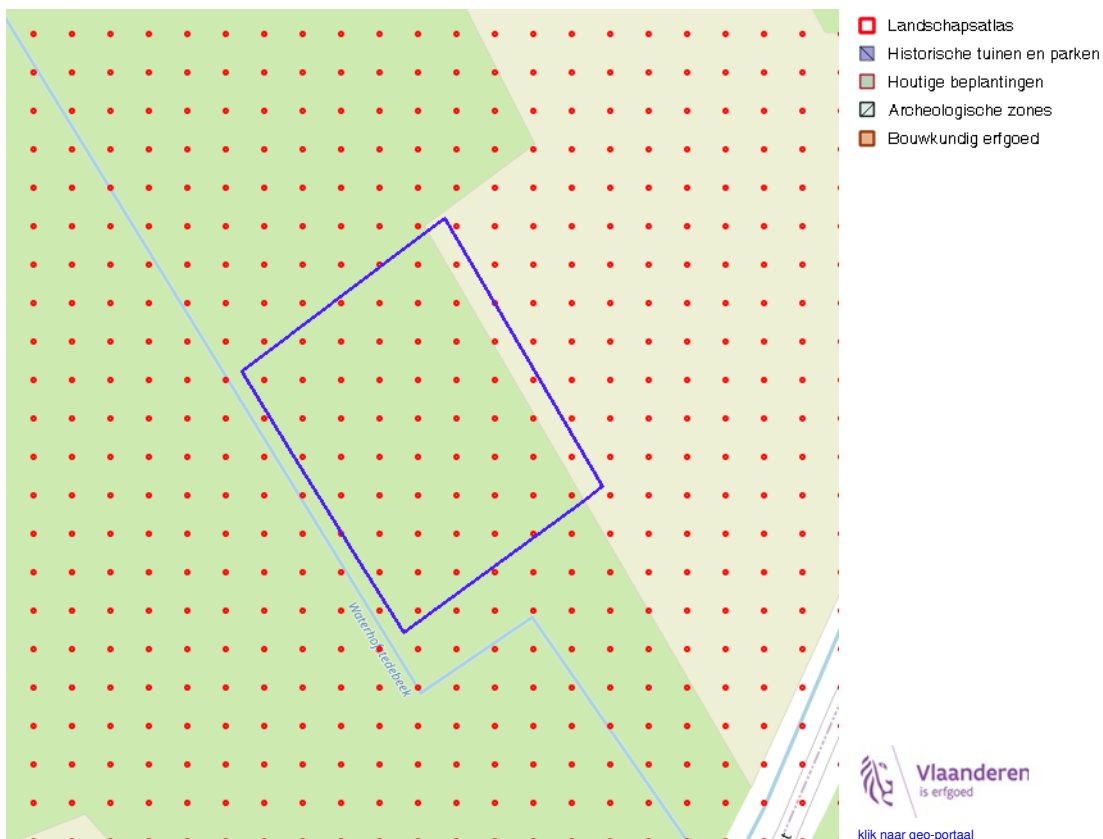 Landschapsatlas
Historische tuinen en parken
Houtige beplantingen
Archeologische zones
Bouwkundig erfgoed
Waterhofstedebeek
Vlaanderen
is erfgoed
klik naar geo-portaal